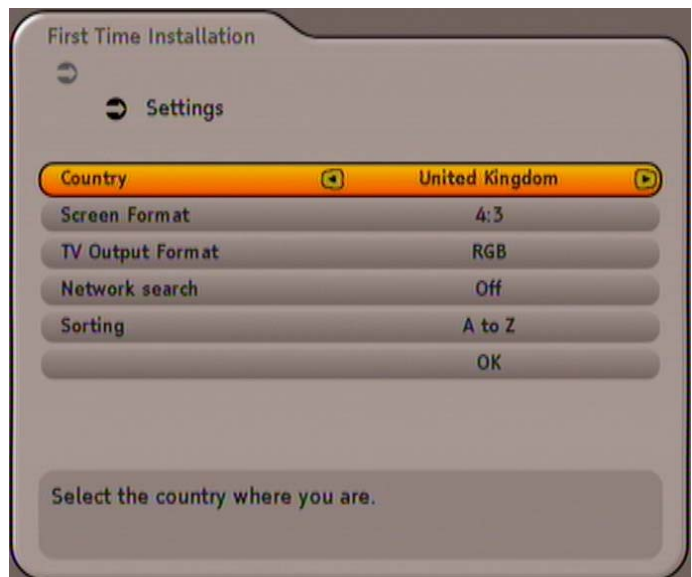 First Time Installation
Settings
Country United Kingdom
Screen Format 4:3
TV Output Format RGB
Network search Off
Sorting A to Z
OK
Select the country where you are.